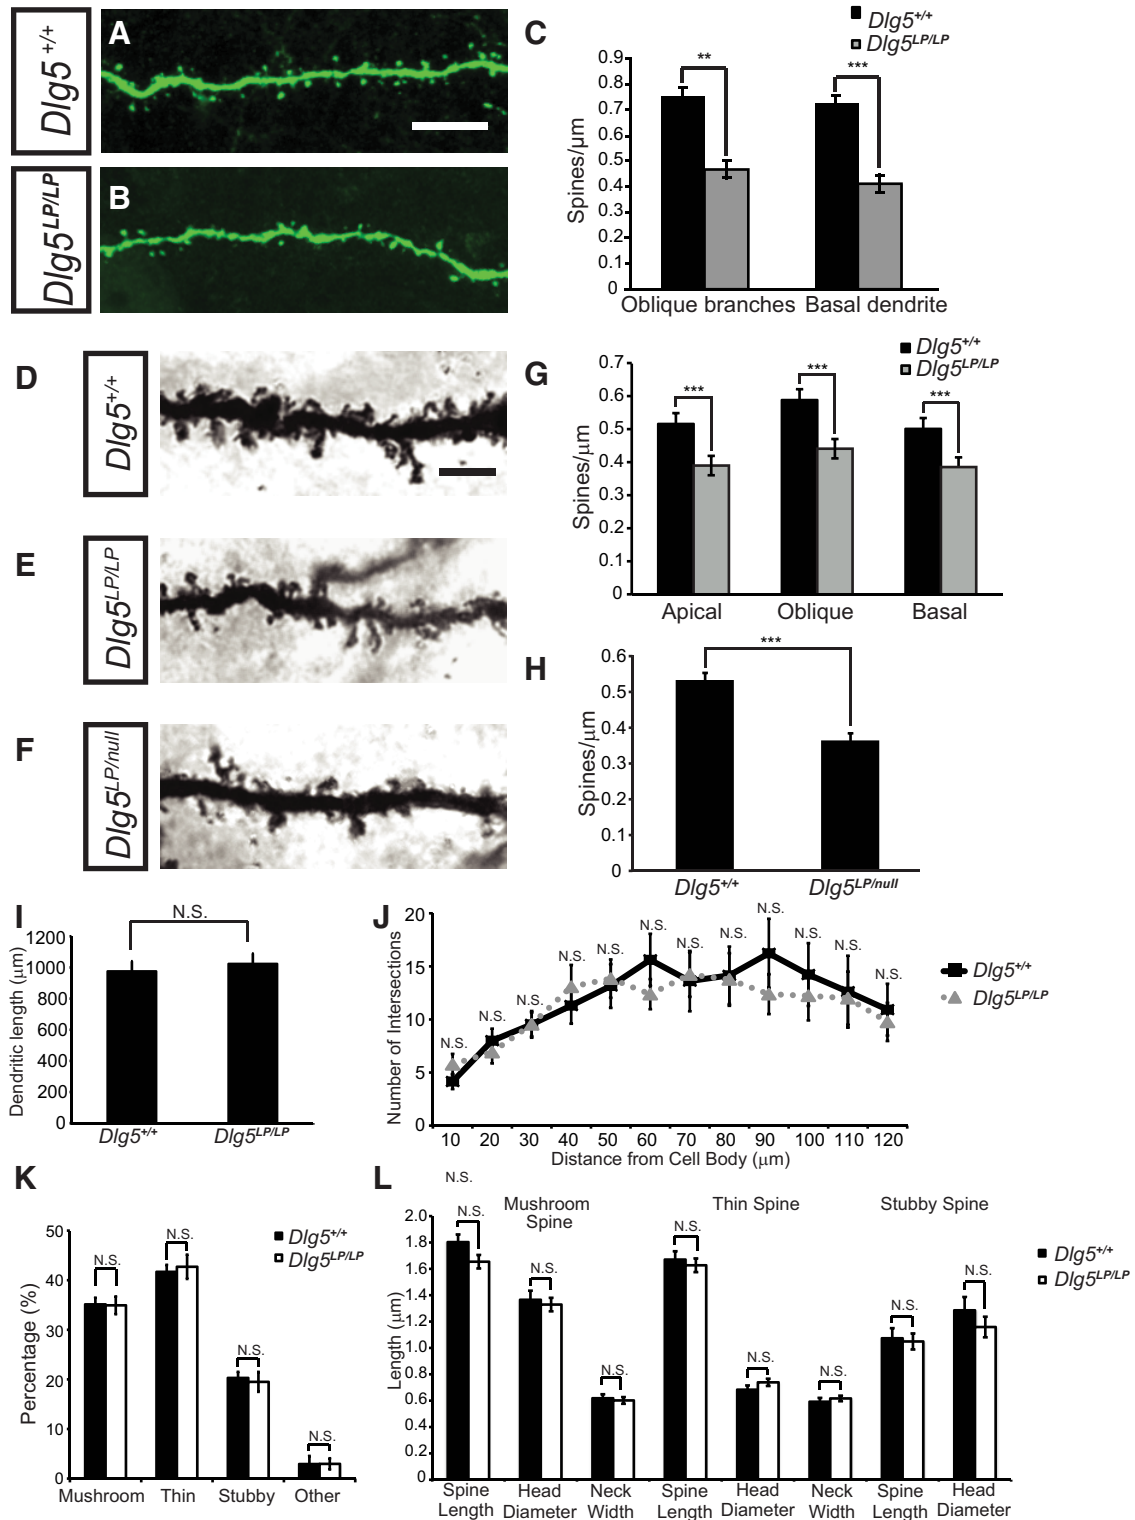 A
Dlg5+/+
B
Dlg5LP/LP
C
Dlg5+/+
Dlg5LP/LP
Spines/μm
0.9
0.8
0.7
0.6
0.5
0.4
0.3
0.2
0.1
0
**
***
Oblique branches Basal dendrite
D
Dlg5+/+
E
Dlg5LP/LP
F
Dlg5LP/null
G
Dlg5+/+
Dlg5LP/LP
Spines/μm
0.7
0.6
0.5
0.4
0.3
0.2
0.1
0
***
***
***
Apical Oblique Basal
H
Spines/μm
0.6
0.5
0.4
0.3
0.2
0.1
0
***
Dlg5+/+ Dlg5LP/null
I
Dendritic length (μm)
1200
1000
800
600
400
200
0
N.S.
Dlg5+/+ Dlg5LP/LP
J
Number of Intersections
20
15
10
5
0
N.S.
N.S.
N.S.
N.S.
N.S.
N.S.
N.S.
N.S.
N.S.
N.S.
N.S.
N.S.
10 20 30 40 50 60 70 80 90 100 110 120
Distance from Cell Body (μm)
Dlg5+/+
Dlg5LP/LP
K
Percentage (%)
50
40
30
20
10
0
N.S.
N.S.
N.S.
N.S.
Dlg5+/+
Dlg5LP/LP
Mushroom Thin Stubby Other
L
N.S.
Mushroom
Spine
Thin Spine
Stubby Spine
Length (μm)
2.0
1.8
1.6
1.4
1.2
1.0
0.8
0.6
0.4
0.2
0
N.S.
N.S.
N.S.
N.S.
N.S.
N.S.
N.S.
N.S.
Dlg5+/+
Dlg5LP/LP
Spine Head Neck Spine Head Neck Spine Head
Length Diameter Width Length Diameter Width Length Diameter